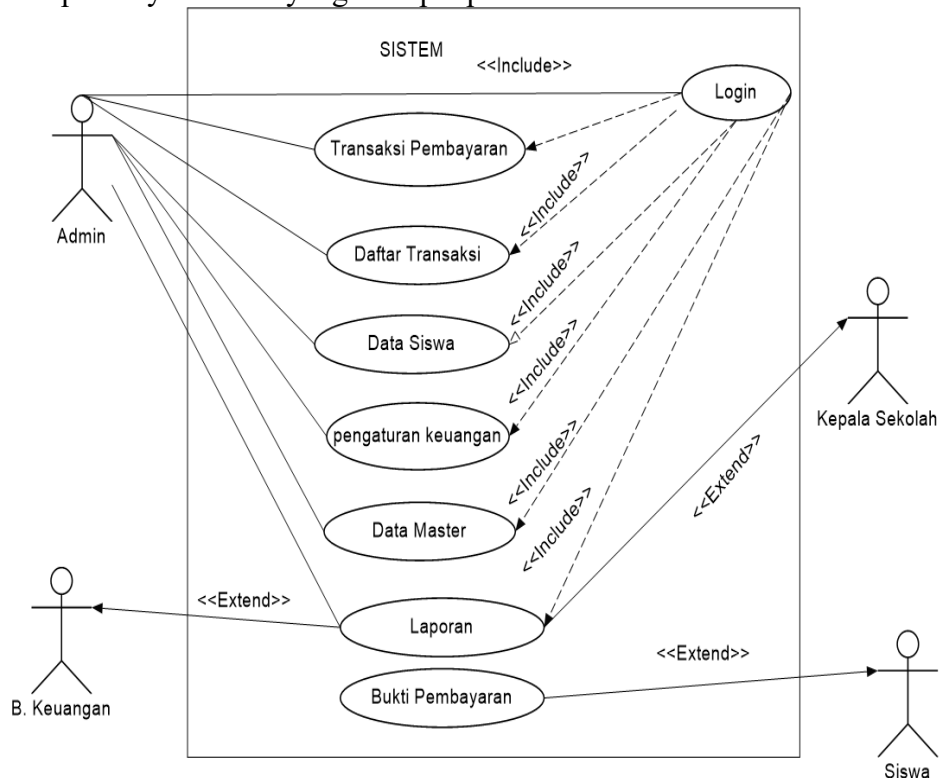 SISTEM
<<Include>>
Login
Transaksi Pembayaran
Admin
<<Include>>
Daftar Transaksi
<<Include>>
Data Siswa
<<Include>>
Kepala Sekolah
pengaturan keuangan
<<Include>>
<<Extend>>
Data Master
<<Include>>
<<Extend>>
Laporan
<<Extend>>
Bukti Pembayaran
B. Keuangan
Siswa